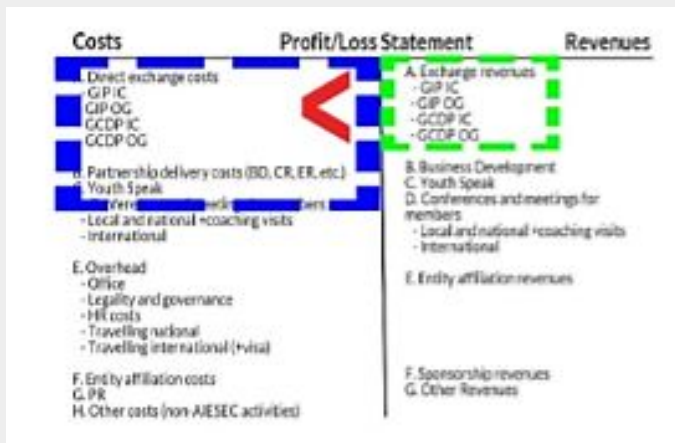 Costs
Profit/Loss Statement
Revenues
. Direct exchange costs
- GIP IC
GIP OG
GCDP IC
GCDP OG
B. Partnership delivery costs (BD, CR, ER, etc.)
Youth Speak
- Local and national +coaching visits
- International
E. Overhead
- Office
- Legality and governance
- HR costs
- Travelling national
- Travelling international (+visa)
F. Entity affiliation costs
G. PR
H. Other costs (non-AIESEC activities)
<
A. Exchange revenues
- GIP IC
- GIP OG
- GCDP IC
- GCDP OG
B. Business Development
C. Youth Speak
D. Conferences and meetings for
members
- Local and national +coaching visits
- International
E. Entity affiliation revenues
F. Sponsorship revenues
G. Other Revenues